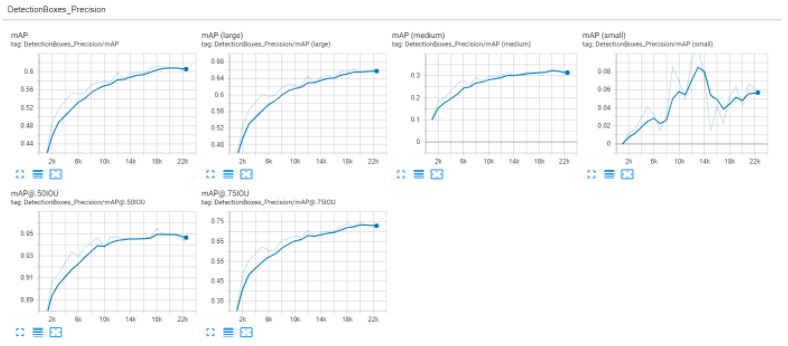 DetectionBoxes_Precision
mAP
tag: DetectionBoxes_Precision/mAP
0.6
0.56
0.52
0.48
0.44
2k 6k 10k 14k 18k 22k
mAP (large)
tag: DetectionBoxes_Precision/mAP (large)
0.68
0.64
0.6
0.56
0.52
0.48
2k 6k 10k 14k 18k 22k
mAP (medium)
tag: DetectionBoxes_Precision/mAP (medium)
0.3
0.2
0.1
0
2k 6k 10k 14k 18k 22k
mAP (small)
tag: DetectionBoxes_Precision/mAP (small)
0.08
0.06
0.04
0.02
0
2k 6k 10k 14k 18k 22k
mAP@.50IOU
tag: DetectionBoxes_Precision/mAP@.50IOU
0.95
0.93
0.91
0.89
2k 6k 10k 14k 18k 22k
mAP@.75IOU
tag: DetectionBoxes_Precision/mAP@.75IOU
0.75
0.65
0.55
0.45
0.35
2k 6k 10k 14k 18k 22k